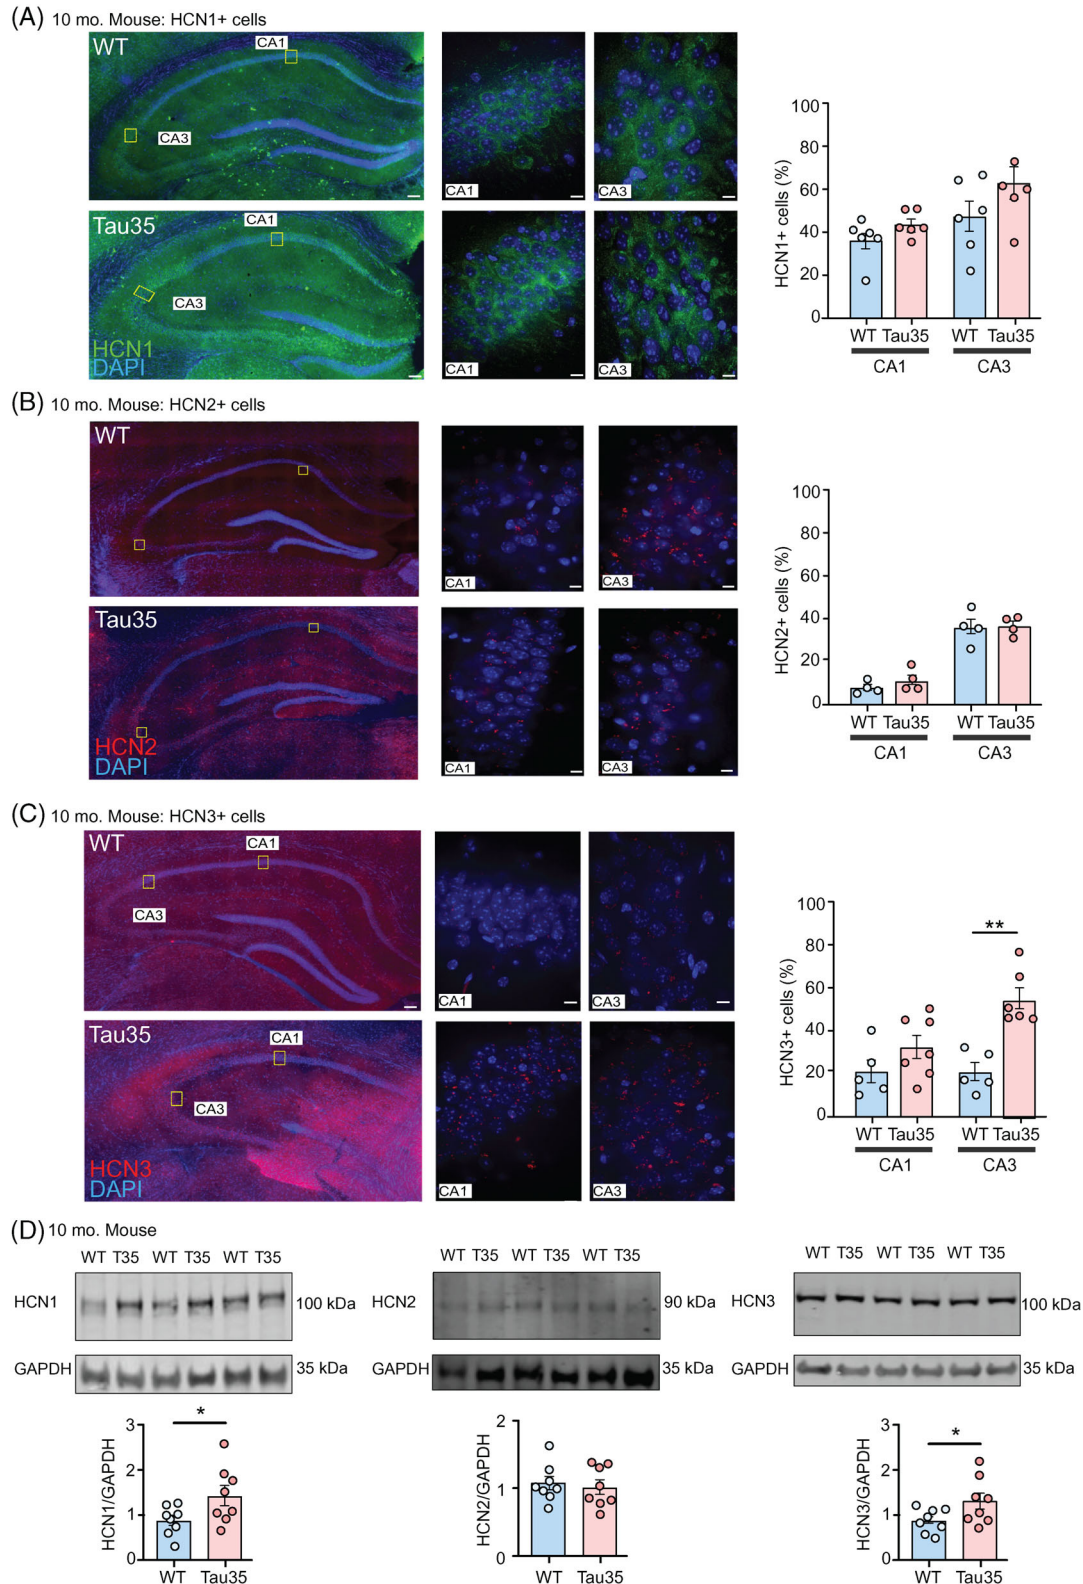 (A) 10 mo. Mouse: HCN1+ cells
WT
CA1
CA3
CA1
CA3
Tau35
CA1
CA3
HCN1
DAPI
CA1
CA3
HCN1+ cells (%)
100
80
60
40
20
0
WT Tau35 WT Tau35
CA1 CA3
(B) 10 mo. Mouse: HCN2+ cells
WT
CA1
CA3
Tau35
HCN2
DAPI
CA1
CA3
HCN2+ cells (%)
100
80
60
40
20
0
WT Tau35 WT Tau35
CA1 CA3
(C) 10 mo. Mouse: HCN3+ cells
WT
CA1
CA3
CA1
CA3
Tau35
CA1
CA3
HCN3
DAPI
CA1
CA3
HCN3+ cells (%)
100
80
60
40
20
0
**
WT Tau35 WT Tau35
CA1 CA3
(D) 10 mo. Mouse
WT T35 WT T35 WT T35
HCN1 100 kDa
GAPDH 35 kDa
HCN1/GAPDH
3
2
1
0
*
WT Tau35
WT T35 WT T35 WT T35
HCN2 90 kDa
GAPDH 35 kDa
HCN2/GAPDH
2
1
0
WT Tau35
WT T35 WT T35 WT T35
HCN3 100 kDa
GAPDH 35 kDa
HCN3/GAPDH
3
2
1
0
*
WT Tau35